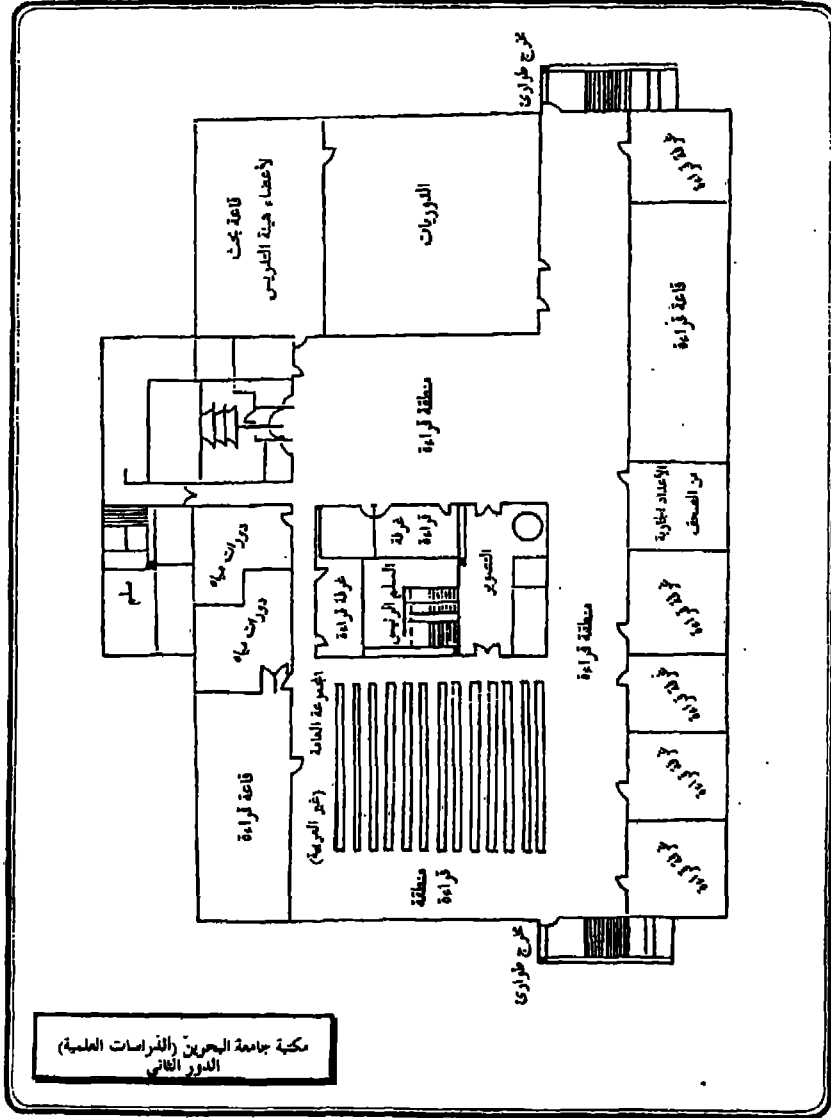 مكتبة جامعة البحرين (الدراسات العلمية)
الدور الثاني
مخرج طوارئ
قاعة بحث
لأعضاء هيئة التدريس
الدوريات
غرفة قراءة
قاعة قراءة
منطقة قراءة
الأعداد الجارية
من الصحف
سلم
دورات مياه
دورات مياه
غرفة قراءة
السلم الرئيسي
غرفة
قراءة
التصوير
منطقة قراءة
غرفة قراءة
غرفة قراءة
غرفة قراءة
غرفة قراءة
قاعة قراءة
المجموعة العامة
(غير العربية)
منطقة
قراءة
مخرج طوارئ